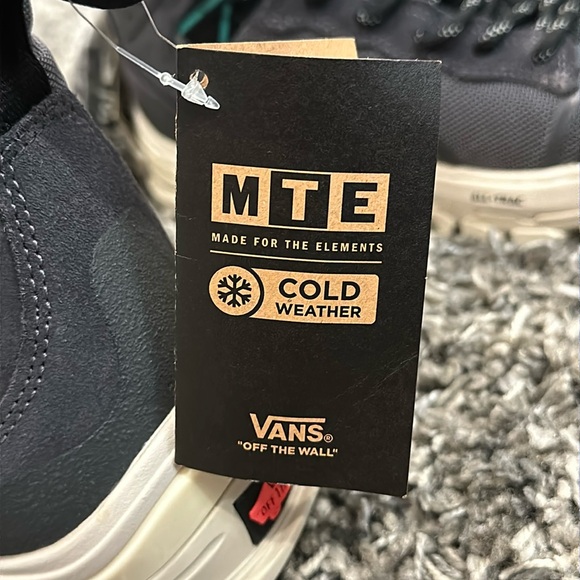 MTE
MADE FOR THE ELEMENTS
COLD
WEATHER
VANS®
"OFF THE WALL"